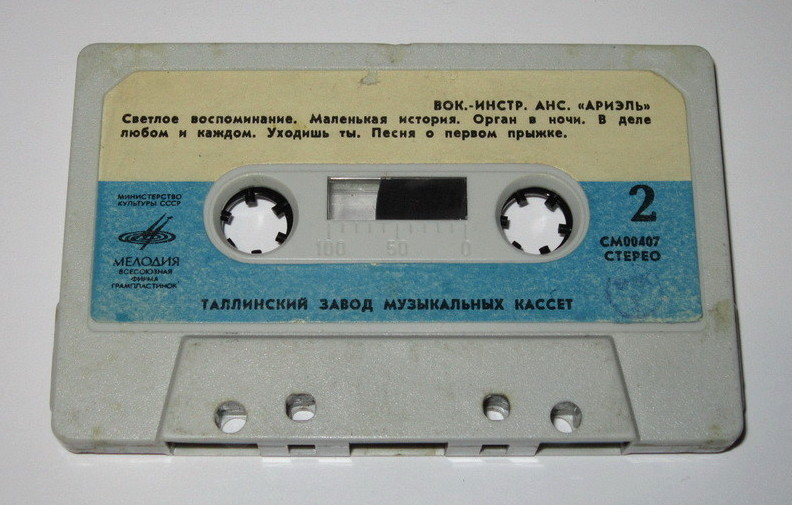 ВОК.-ИНСТР. АНС. «АРИЭЛЬ»
Светлое воспоминание. Маленькая история. Орган в ночи. В деле
любом и каждом. Уходишь ты. Песня о первом прыжке.
МИНИСТЕРСТВО
КУЛЬТУРЫ СССР
МЕЛОДИЯ
ВСЕСОЮЗНАЯ
ФИРМА
ГРАМПЛАСТИНОК
100 50 0
2
СМ00407
СТЕРЕО
ТАЛЛИНСКИЙ ЗАВОД МУЗЫКАЛЬНЫХ КАССЕТ